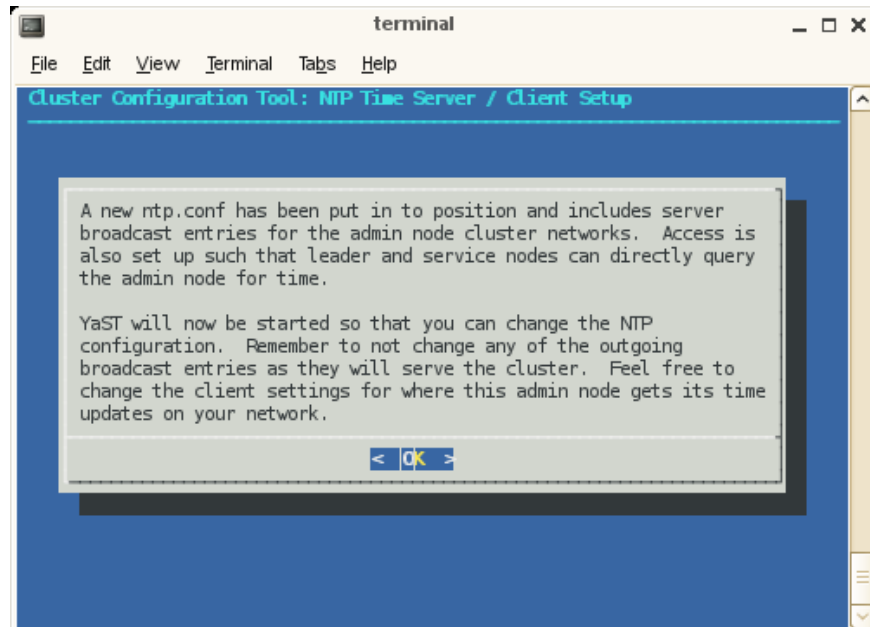 terminal
File Edit View Terminal Tabs Help
Cluster Configuration Tool: NTP Time Server / Client Setup
A new ntp.conf has been put in to position and includes server
broadcast entries for the admin node cluster networks.  Access is
also set up such that leader and service nodes can directly query
the admin node for time.
YaST will now be started so that you can change the NTP
configuration.  Remember to not change any of the outgoing
broadcast entries as they will serve the cluster.  Feel free to
change the client settings for where this admin node gets its time
updates on your network.
< OK >